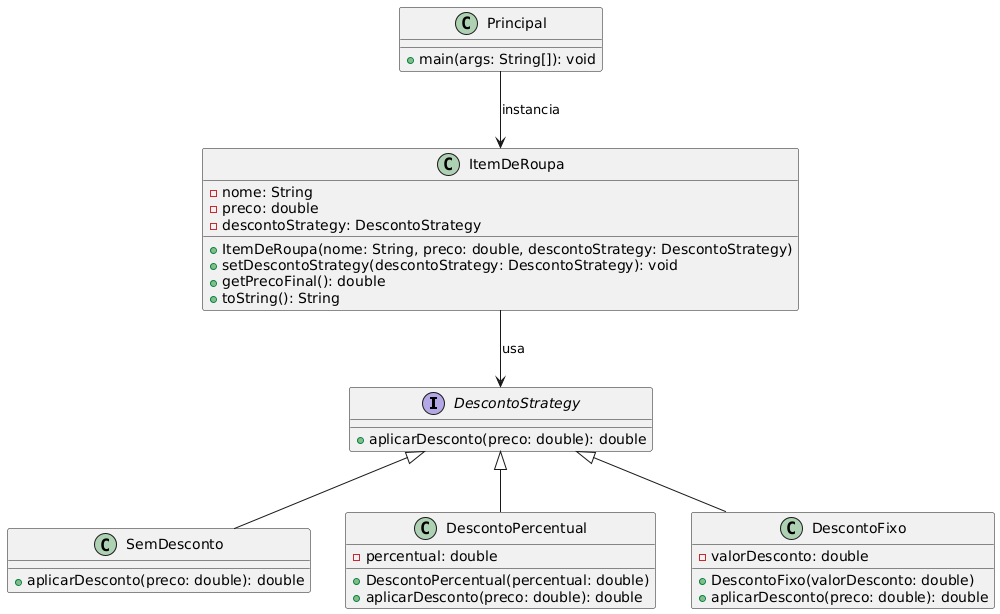 C Principal
main(args: String[]): void
instancia
C ItemDeRoupa
nome: String
preco: double
descontoStrategy: DescontoStrategy
ItemDeRoupa(nome: String, preco: double, descontoStrategy: DescontoStrategy)
setDescontoStrategy(descontoStrategy: DescontoStrategy): void
getPrecoFinal(): double
toString(): String
usa
I DescontoStrategy
aplicarDesconto(preco: double): double
C SemDesconto
aplicarDesconto(preco: double): double
C DescontoPercentual
percentual: double
DescontoPercentual(percentual: double)
aplicarDesconto(preco: double): double
C DescontoFixo
valorDesconto: double
DescontoFixo(valorDesconto: double)
aplicarDesconto(preco: double): double